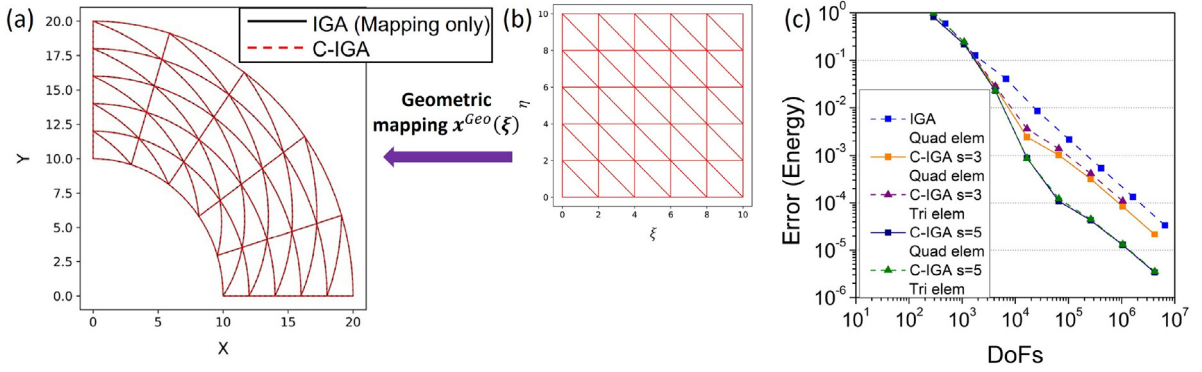 (a)
IGA (Mapping only)
C-IGA
20.0
17.5
15.0
12.5
10.0
7.5
5.0
2.5
0.0
Y
0
5
10
15
20
X
Geometric
mapping x^Geo(ξ)
(b)
10
8
6
4
2
0
η
0
2
4
6
8
10
ξ
(c)
10^0
10^-1
10^-2
10^-3
10^-4
10^-5
10^-6
Error (Energy)
IGA
Quad elem
C-IGA s=3
Quad elem
C-IGA s=3
Tri elem
C-IGA s=5
Quad elem
C-IGA s=5
Tri elem
10^1
10^2
10^3
10^4
10^5
10^6
10^7
DoFs